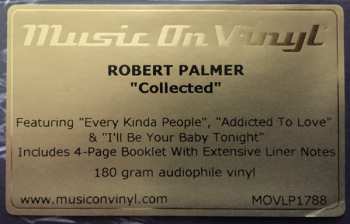 Music On Vinyl
ROBERT PALMER
"Collected"
Featuring "Every Kinda People", "Addicted To Love"
& "I'll Be Your Baby Tonight"
Includes 4-Page Booklet With Extensive Liner Notes
180 gram audiophile vinyl
www.musiconvinyl.com MOVLP1788